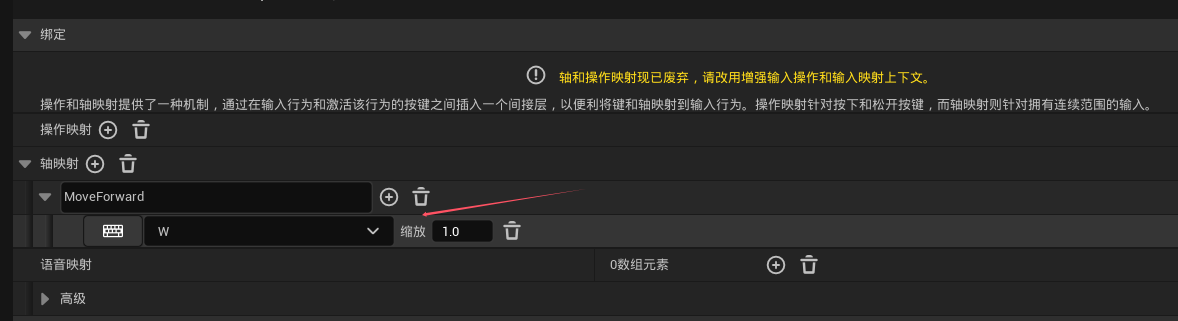 绑定
轴和操作映射现已废弃，请改用增强输入操作和输入映射上下文。
操作和轴映射提供了一种机制，通过在输入行为和激活该行为的按键之间插入一个间接层，以便利将键和轴映射到输入行为。操作映射针对按下和松开按键，而轴映射则针对拥有连续范围的输入。
操作映射
轴映射
MoveForward
W 缩放 1.0
语音映射 0数组元素
高级